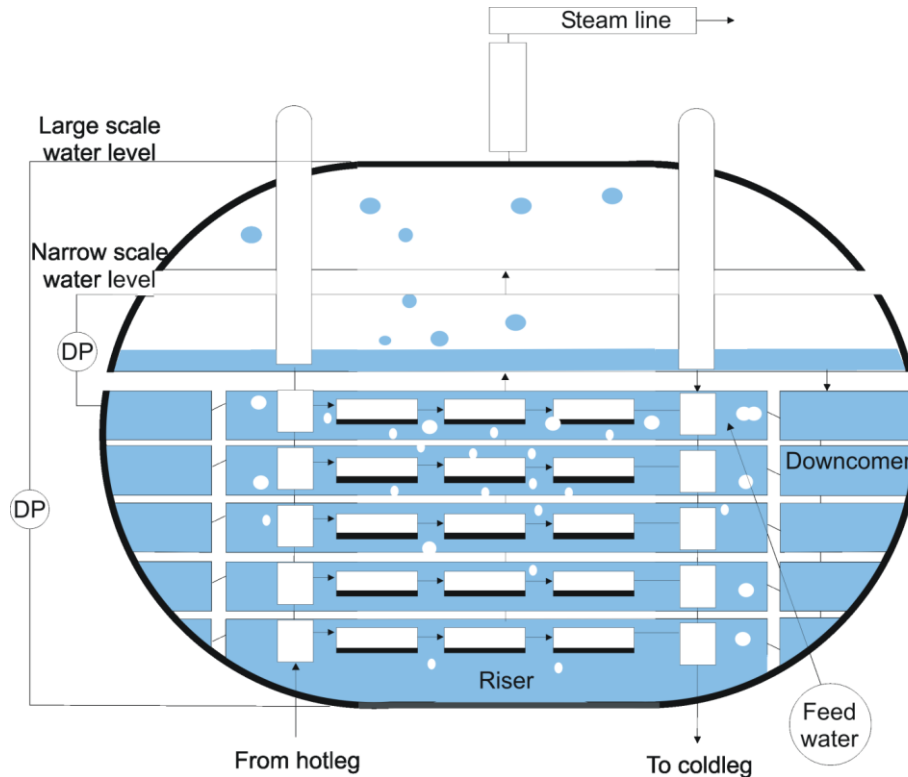 Steam line
Large scale
water level
Narrow scale
water level
DP
Downcomer
DP
Riser
Feed
water
From hotleg
To coldleg